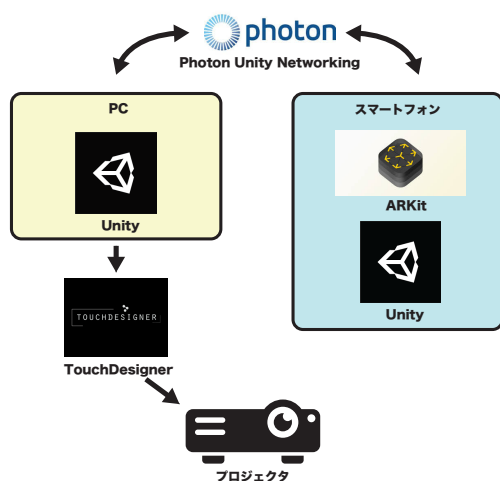 photon
Photon Unity Networking
PC
Unity
TOUCHDESIGNER
TouchDesigner
スマートフォン
ARKit
Unity
プロジェクタ